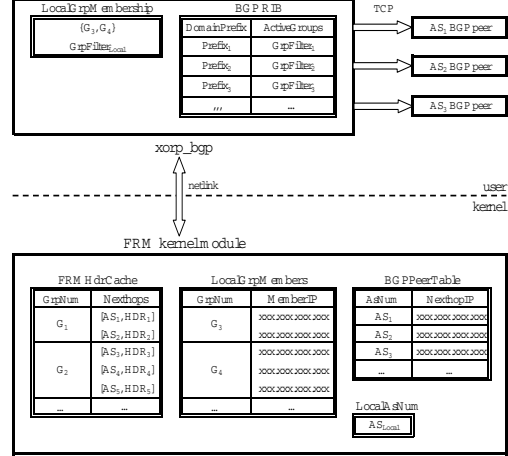 LocalGrpMembership BGP RIB TCP
{G3,G4} DomainPrefix ActiveGroups AS1 BGP peer
GrpFilterLocal Prefix1 GrpFilter1
Prefix2 GrpFilter2 AS2 BGP peer
Prefix3 GrpFilter3
,,, ... AS3 BGP peer
xorp_bgp
netlink user
kernel
FRM kernel module
FRM HdrCache LocalGrpMembers BGPPeerTable
GrpNum Nexthops GrpNum MemberIP AsNum NexthopIP
G1 [AS1,HDR1] G3 xxx.xxx.xxx.xxx AS1 xxx.xxx.xxx.xxx
[AS2,HDR2] xxx.xxx.xxx.xxx AS2 xxx.xxx.xxx.xxx
G2 [AS3,HDR3] G4 xxx.xxx.xxx.xxx AS3 xxx.xxx.xxx.xxx
[AS4,HDR4] xxx.xxx.xxx.xxx ... ...
[AS5,HDR5] xxx.xxx.xxx.xxx
... ... ... ... LocalAsNum
ASLocal